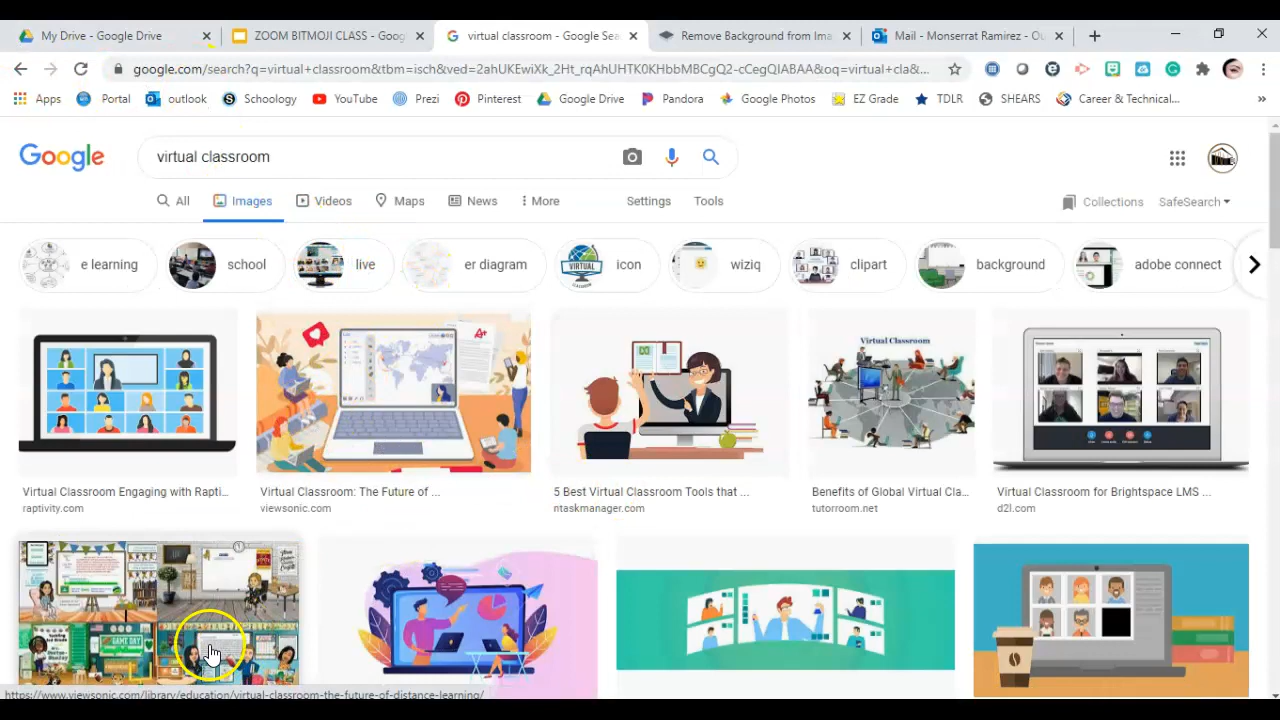 My Drive - Google Drive
ZOOM BITMOJI CLASS - Goog
virtual classroom - Google Sea
Remove Background from Ima
Mail - Monserrat Ramirez - Ou
google.com/search?q=virtual+classroom&tbm=isch&ved=2ahUKEwiXk_2Ht_rqAhUHTK0KHbbMBCgQ2-cCegQIABAA&oq=virtual+cla&...
Apps Portal outlook Schoology YouTube Prezi Pinterest Google Drive Pandora Google Photos EZ Grade TDLR SHEARS Career & Technical... »
Google
virtual classroom
All Images Videos Maps News More Settings Tools Collections SafeSearch
e learning school live er diagram icon wiziq clipart background adobe connect
VIRTUAL
A+
Virtual Classroom
Virtual Classroom Engaging with Rapti...
raptivity.com
Virtual Classroom: The Future of ...
viewsonic.com
5 Best Virtual Classroom Tools that ...
ntaskmanager.com
Benefits of Global Virtual Cla...
tutorroom.net
Virtual Classroom for Brightspace LMS ...
d2l.com
GAME DAY
https://www.viewsonic.com/library/education/virtual-classroom-the-future-of-distance-learning/